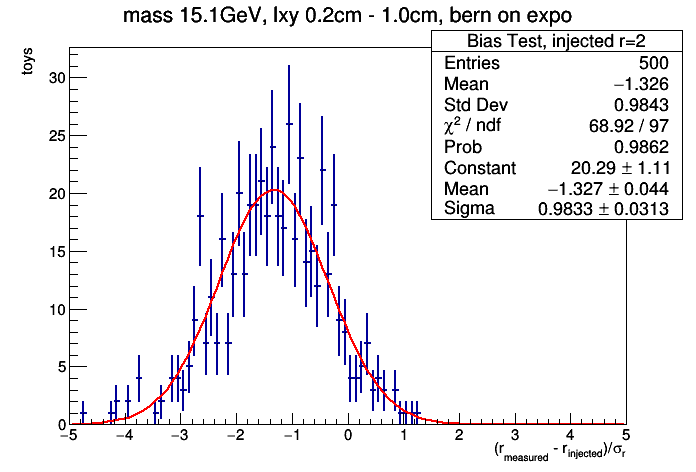 mass 15.1GeV, lxy 0.2cm - 1.0cm, bern on expo
Bias Test, injected r=2
Entries 500
Mean −1.326
Std Dev 0.9843
χ² / ndf 68.92 / 97
Prob 0.9862
Constant 20.29 ± 1.11
Mean −1.327 ± 0.044
Sigma 0.9833 ± 0.0313
toys
30
25
20
15
10
5
0
−5 −4 −3 −2 −1 0 1 2 3 4 5
(r_measured - r_injected)/σ_r